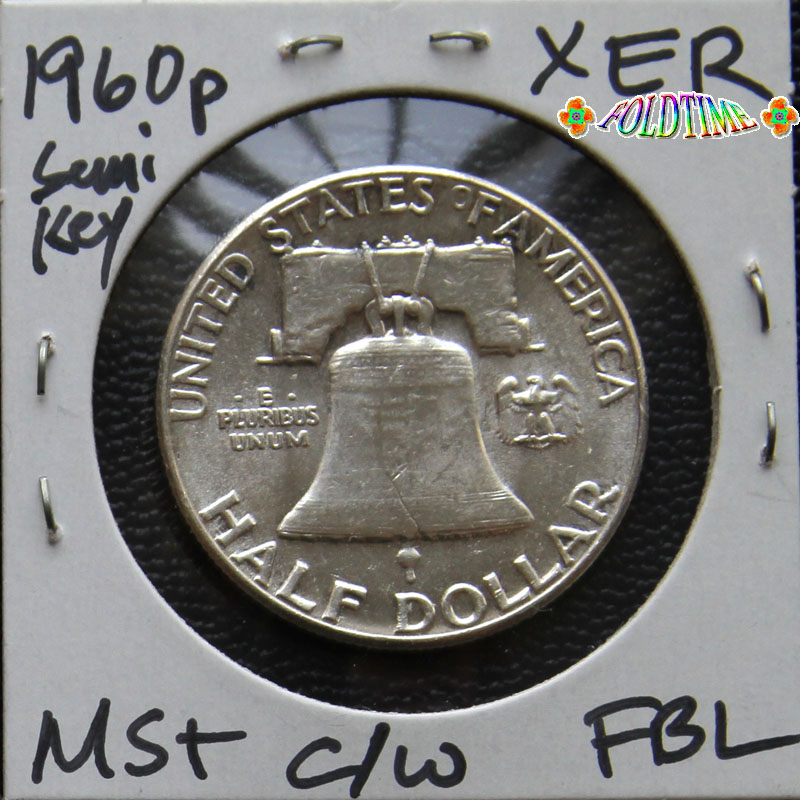 1960p
XER
FOLDTIME
Semi
Key
UNITED STATES OF AMERICA
· E ·
PLURIBUS
UNUM
HALF DOLLAR
MS+ C/W FBL